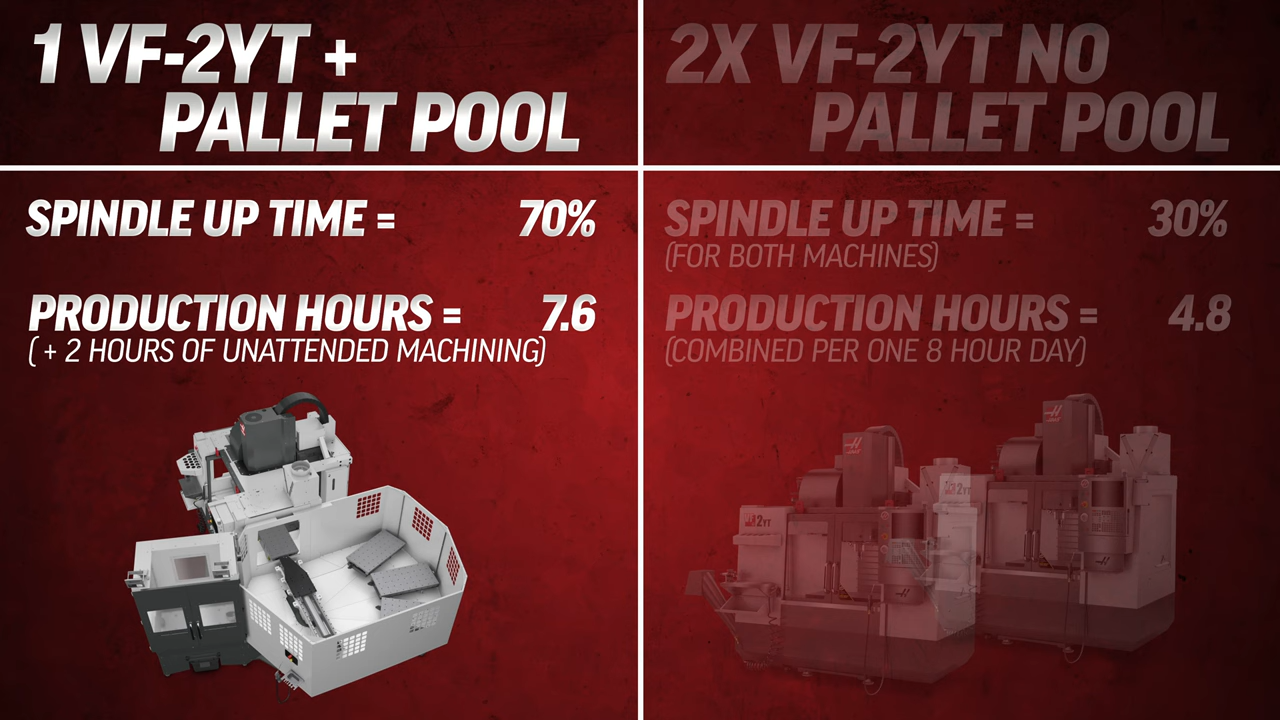 1 VF-2YT +
PALLET POOL
SPINDLE UP TIME = 70%
PRODUCTION HOURS = 7.6
( + 2 HOURS OF UNATTENDED MACHINING)
2X VF-2YT NO
PALLET POOL
SPINDLE UP TIME = 30%
(FOR BOTH MACHINES)
PRODUCTION HOURS = 4.8
(COMBINED PER ONE 8 HOUR DAY)
2YT
2YT